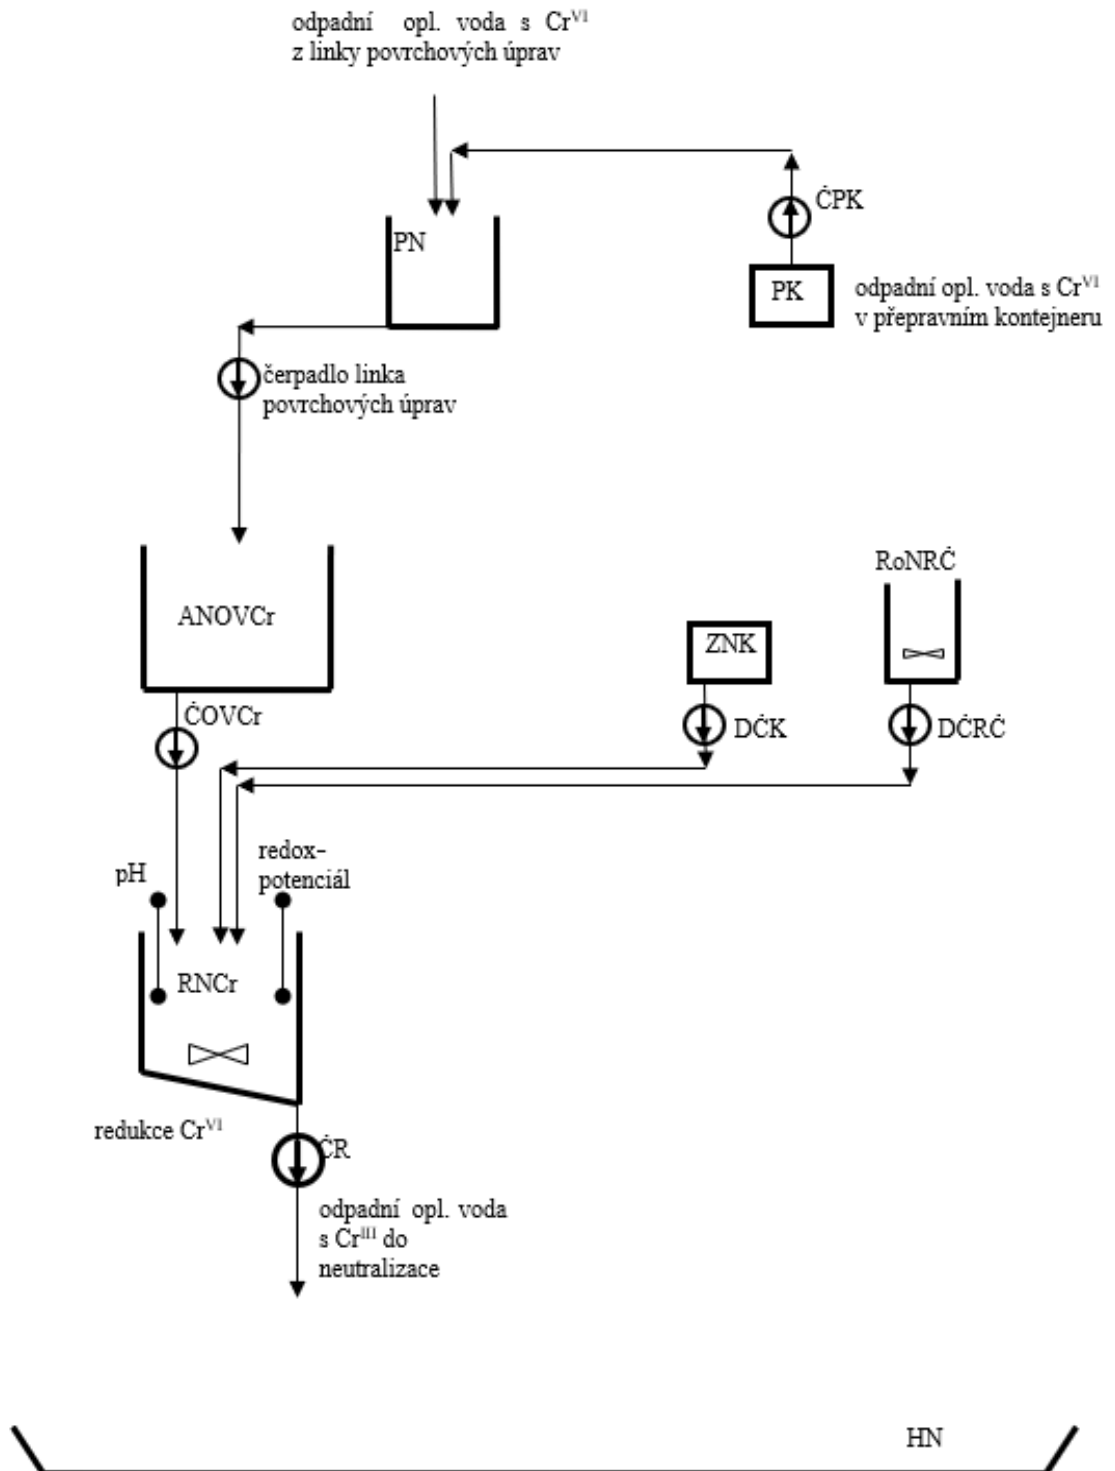 odpadní opl. voda s Cr^VI
z linky povrchových úprav
ČPK
PN
PK
odpadní opl. voda s Cr^VI
v přepravním kontejneru
čerpadlo linka
povrchových úprav
RoNRČ
ANOVCr
ZNK
ČOVCr
DČK
DČRČ
redox-
potenciál
pH
RNCr
redukce Cr^VI
ČR
odpadní opl. voda
s Cr^III do
neutralizace
HN